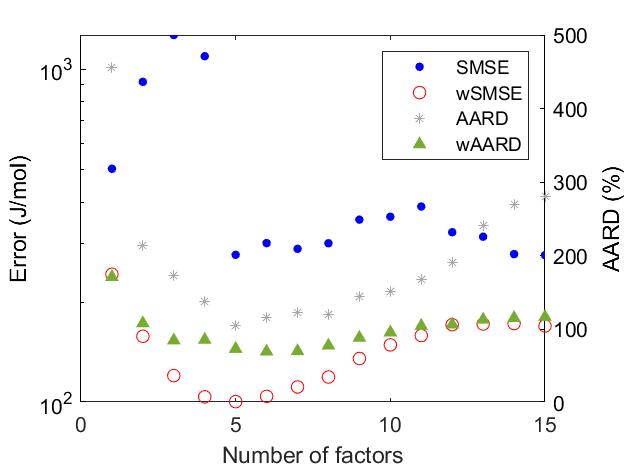 10³
10²
Error (J/mol)
0
5
10
15
Number of factors
500
400
300
200
100
0
AARD (%)
SMSE
wSMSE
AARD
wAARD